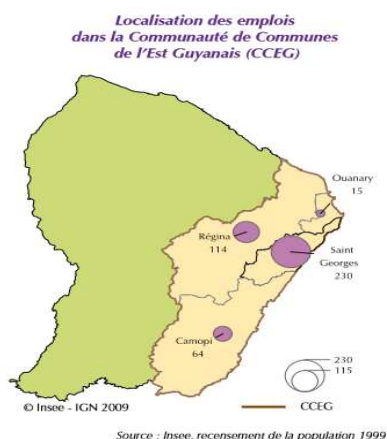 Localisation des emplois
dans la Communauté de Communes
de l'Est Guyanais (CCEG)
Ouanary
15
Régina
114
Saint
Georges
230
Camopi
64
230
115
© Insee - IGN 2009
CCEG
Source : Insee, recensement de la population 1999